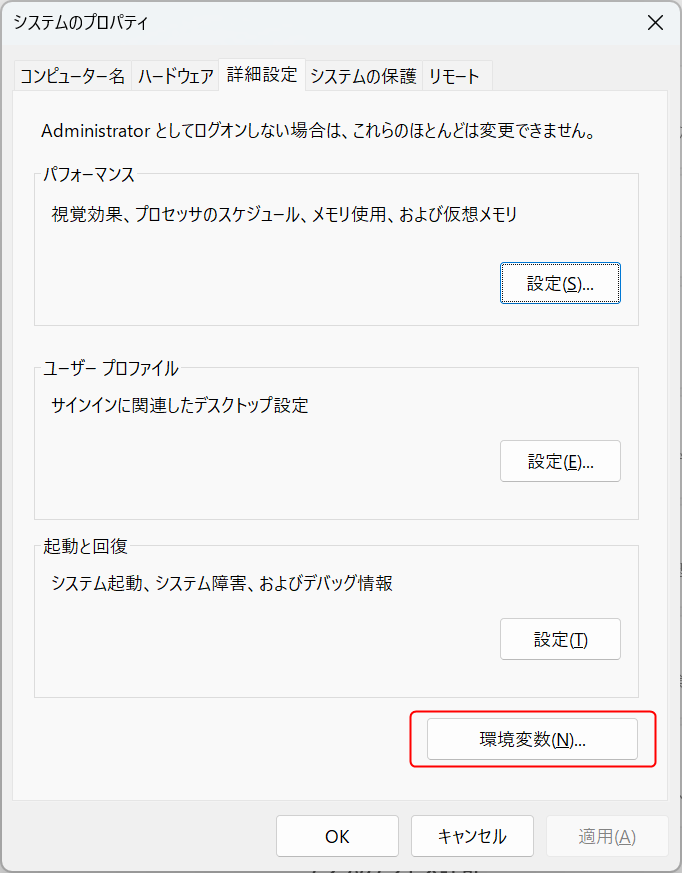 システムのプロパティ
コンピューター名 ハードウェア 詳細設定 システムの保護 リモート
Administrator としてログオンしない場合は、これらのほとんどは変更できません。
パフォーマンス
視覚効果、プロセッサのスケジュール、メモリ使用、および仮想メモリ
設定(S)...
ユーザー プロファイル
サインインに関連したデスクトップ設定
設定(E)...
起動と回復
システム起動、システム障害、およびデバッグ情報
設定(T)
環境変数(N)...
OK キャンセル 適用(A)